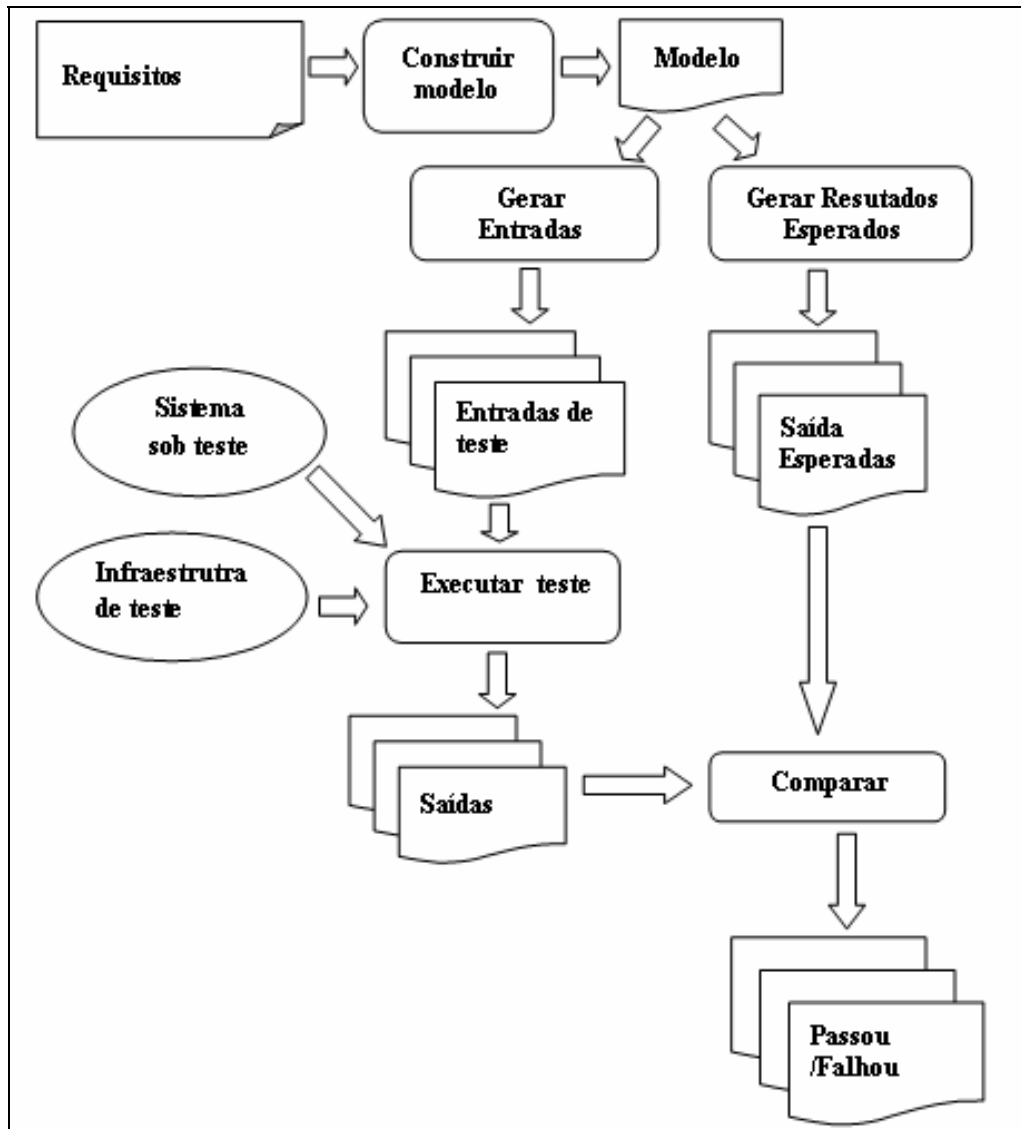 Requisitos
Construir
modelo
Modelo
Gerar
Entradas
Gerar Resutados
Esperados
Entradas de
teste
Saída
Esperadas
Sistema
sob teste
Infraestrutra
de teste
Executar teste
Saídas
Comparar
Passou
/Falhou